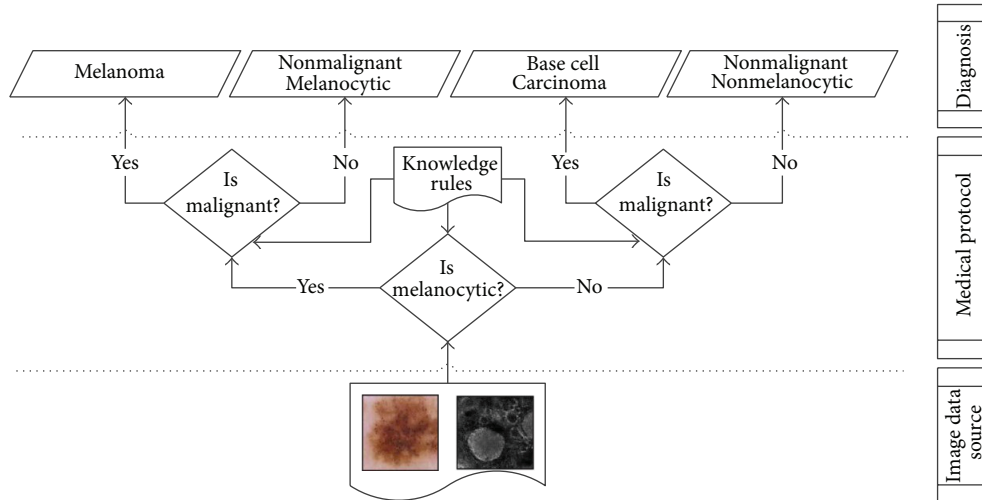 Melanoma
Nonmalignant
Melanocytic
Base cell
Carcinoma
Nonmalignant
Nonmelanocytic
Diagnosis
Yes
No
Yes
No
Is
malignant?
Knowledge
rules
Is
malignant?
Medical protocol
Yes
Is
melanocytic?
No
Image data
source